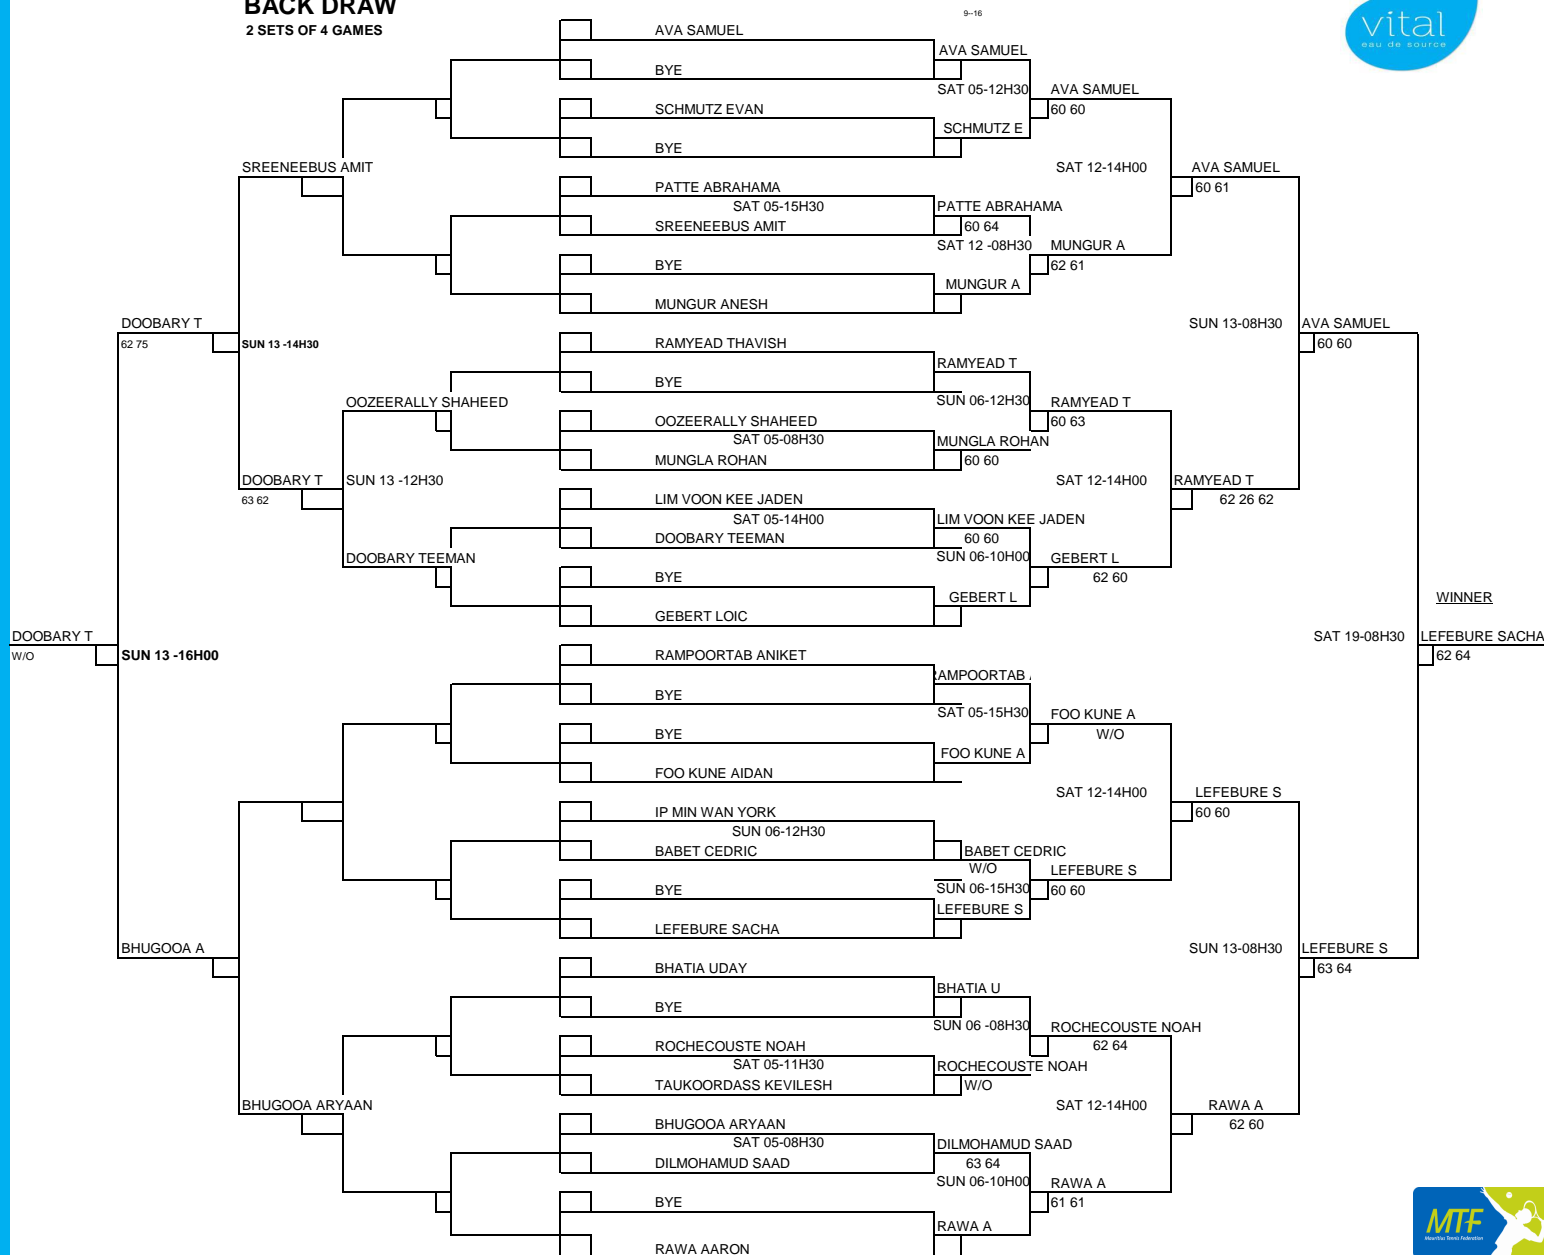 BACK DRAW
2 SETS OF 4 GAMES
9--16
vital
eau de source
AVA SAMUEL
AVA SAMUEL
BYE
SAT 05-12H30
AVA SAMUEL
SCHMUTZ EVAN
60 60
SCHMUTZ E
BYE
SREENEEBUS AMIT
SAT 12-14H00
AVA SAMUEL
PATTE ABRAHAMA
60 61
SAT 05-15H30
PATTE ABRAHAMA
SREENEEBUS AMIT
60 64
SAT 12 -08H30
MUNGUR A
BYE
62 61
MUNGUR A
MUNGUR ANESH
DOOBARY T
SUN 13-08H30
AVA SAMUEL
62 75
SUN 13 -14H30
RAMYEAD THAVISH
60 60
RAMYEAD T
BYE
OOZEERALLY SHAHEED
SUN 06-12H30
RAMYEAD T
OOZEERALLY SHAHEED
60 63
SAT 05-08H30
MUNGLA ROHAN
MUNGLA ROHAN
60 60
DOOBARY T
SUN 13 -12H30
SAT 12-14H00
RAMYEAD T
63 62
LIM VOON KEE JADEN
62 26 62
SAT 05-14H00
LIM VOON KEE JADEN
DOOBARY TEEMAN
60 60
DOOBARY TEEMAN
SUN 06-10H00
GEBERT L
BYE
62 60
GEBERT L
WINNER
GEBERT LOIC
DOOBARY T
SAT 19-08H30
LEFEBURE SACHA
W/O
SUN 13 -16H00
RAMPOORTAB ANIKET
62 64
RAMPOORTAB
BYE
SAT 05-15H30
FOO KUNE A
BYE
W/O
FOO KUNE A
FOO KUNE AIDAN
SAT 12-14H00
LEFEBURE S
IP MIN WAN YORK
60 60
SUN 06-12H30
BABET CEDRIC
BABET CEDRIC
W/O
LEFEBURE S
BYE
SUN 06-15H30
60 60
LEFEBURE S
LEFEBURE SACHA
BHUGOOA A
SUN 13-08H30
LEFEBURE S
BHATIA UDAY
63 64
BHATIA U
BYE
SUN 06 -08H30
ROCHECOUSTE NOAH
ROCHECOUSTE NOAH
62 64
SAT 05-11H30
ROCHECOUSTE NOAH
TAUKOORDASS KEVILESH
W/O
BHUGOOA ARYAAN
SAT 12-14H00
RAWA A
BHUGOOA ARYAAN
62 60
SAT 05-08H30
DILMOHAMUD SAAD
DILMOHAMUD SAAD
63 64
SUN 06-10H00
RAWA A
BYE
61 61
RAWA A
RAWA AARON
MTF
Mauritius Tennis Federation